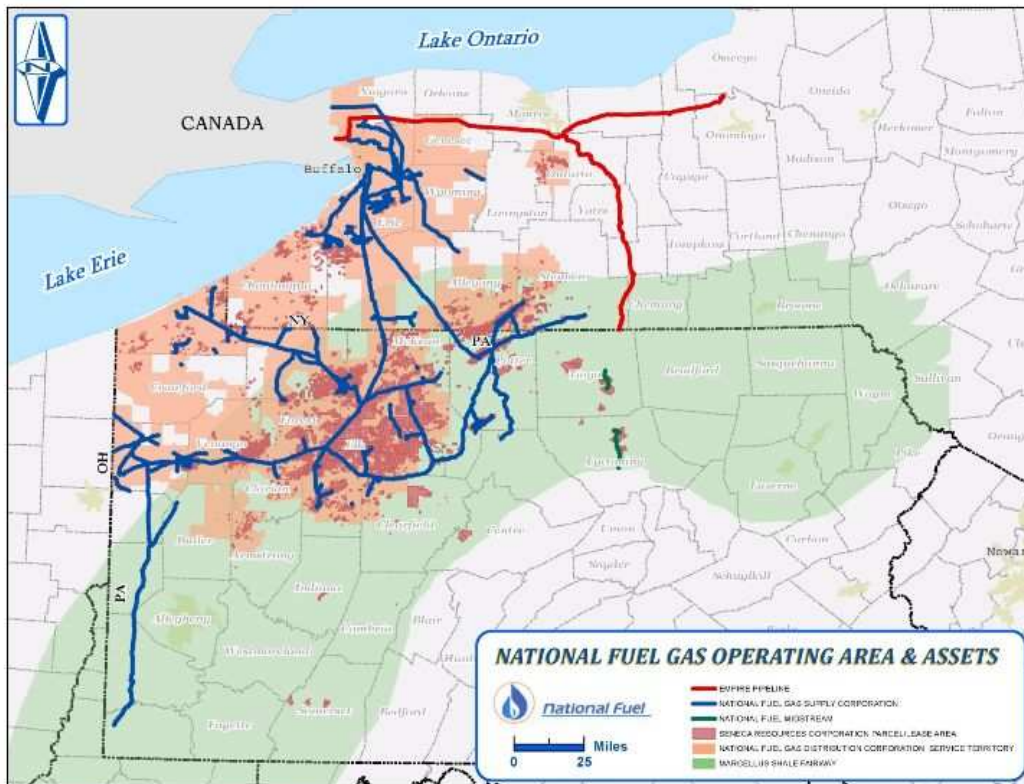 Lake Ontario
Oswego
Oneida
Niagara
Orleans
Monroe
CANADA
Fulton
Herkimer
Onondaga
Genesee
Montgomery
Madison
Buffalo
Ontario
Cayuga
Wyoming
Otsego
Livingston
Yates
Erie
Schoharie
Cortland
Chenango
Tompkins
Lake Erie
Allegany
Steuben
Chautauqua
Delaware
Chemung
Broome
NY
McKean
PA
Potter
Tioga
Bradford
Susquehanna
Sullivan
Crawford
Wayne
Forest
Elk
Venango
OH
Lycoming
Pike
Clarion
Luzerne
Clearfield
Centre
Butler
Union
Carbon
Armstrong
Snyder
Schuylkill
PA
Indiana
Allegheny
Cambria
Blair
Westmoreland
Somerset
Bedford
Fayette
NATIONAL FUEL GAS OPERATING AREA & ASSETS
National Fuel
Miles
0 25
EMPIRE PIPELINE
NATIONAL FUEL GAS SUPPLY CORPORATION
NATIONAL FUEL MIDSTREAM
SENECA RESOURCES CORPORATION PARCEL/LEASE AREA
NATIONAL FUEL GAS DISTRIBUTION CORPORATION SERVICE TERRITORY
MARCELLUS SHALE FAIRWAY